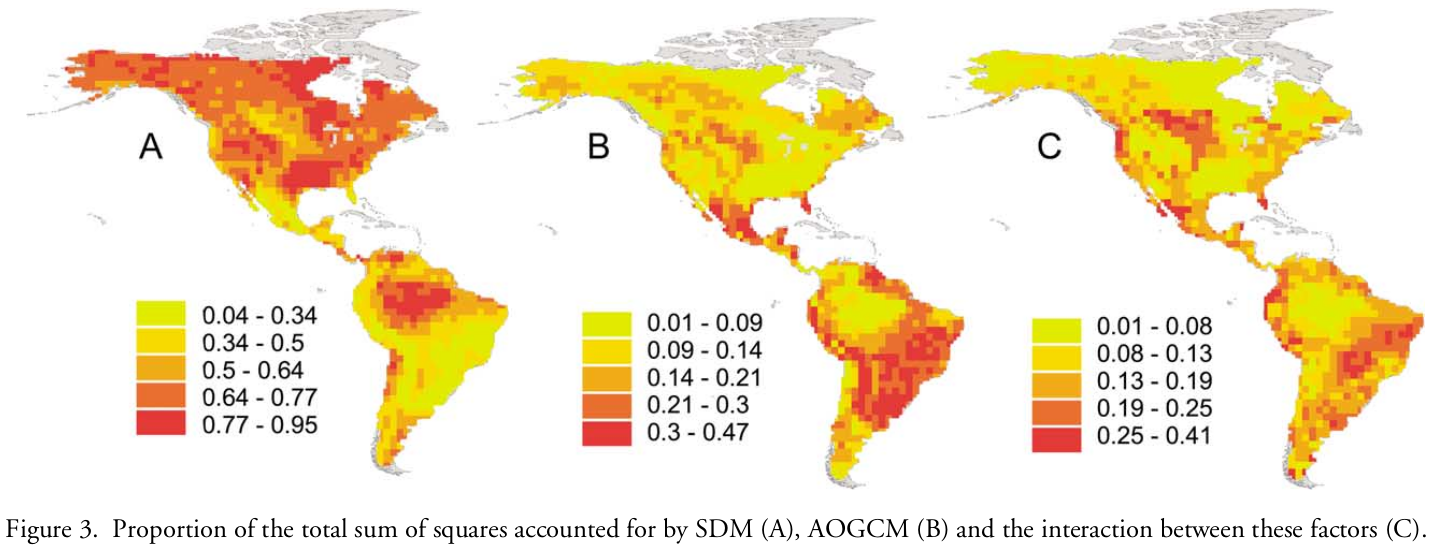 A
B
C
0.04 - 0.34
0.34 - 0.5
0.5 - 0.64
0.64 - 0.77
0.77 - 0.95
0.01 - 0.09
0.09 - 0.14
0.14 - 0.21
0.21 - 0.3
0.3 - 0.47
0.01 - 0.08
0.08 - 0.13
0.13 - 0.19
0.19 - 0.25
0.25 - 0.41
Figure 3. Proportion of the total sum of squares accounted for by SDM (A), AOGCM (B) and the interaction between these factors (C).